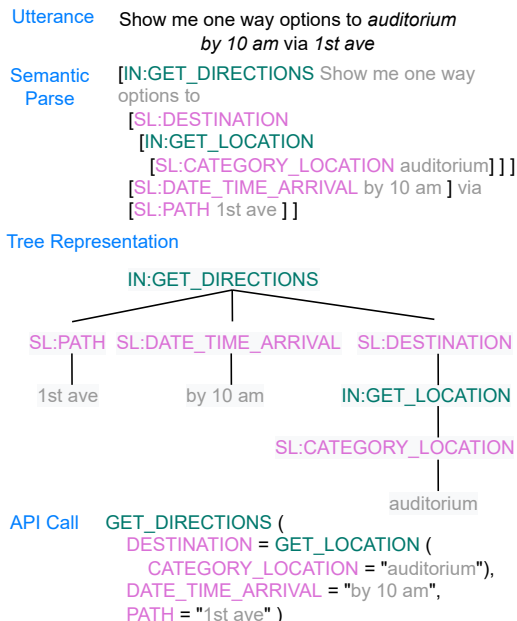 Utterance Show me one way options to auditorium
by 10 am via 1st ave
Semantic [IN:GET_DIRECTIONS Show me one way
Parse options to
[SL:DESTINATION
[IN:GET_LOCATION
[SL:CATEGORY_LOCATION auditorium] ] ]
[SL:DATE_TIME_ARRIVAL by 10 am ] via
[SL:PATH 1st ave ] ]
Tree Representation
IN:GET_DIRECTIONS
SL:PATH SL:DATE_TIME_ARRIVAL SL:DESTINATION
1st ave by 10 am IN:GET_LOCATION
SL:CATEGORY_LOCATION
auditorium
API Call GET_DIRECTIONS (
DESTINATION = GET_LOCATION (
CATEGORY_LOCATION = "auditorium"),
DATE_TIME_ARRIVAL = "by 10 am",
PATH = "1st ave" )